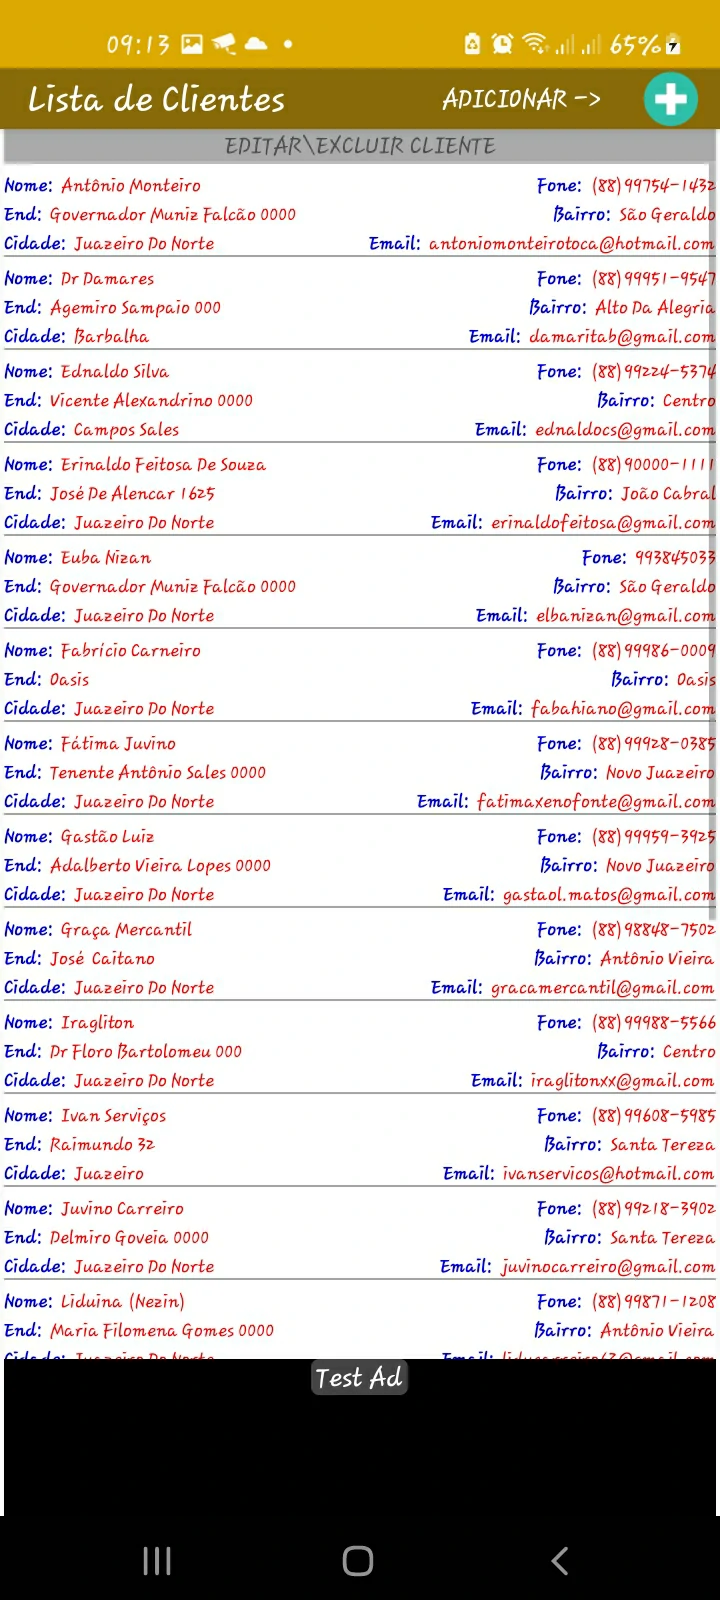 09:13 65%
Lista de Clientes ADICIONAR ->
EDITAR\EXCLUIR CLIENTE
Nome: Antônio Monteiro Fone: (88)99754-1432
End: Governador Muniz Falcão 0000 Bairro: São Geraldo
Cidade: Juazeiro Do Norte Email: antoniomonteirotoca@hotmail.com
Nome: Dr Damares Fone: (88)99951-9547
End: Agemiro Sampaio 000 Bairro: Alto Da Alegria
Cidade: Barbalha Email: damaritab@gmail.com
Nome: Ednaldo Silva Fone: (88)99224-5374
End: Vicente Alexandrino 0000 Bairro: Centro
Cidade: Campos Sales Email: ednaldocs@gmail.com
Nome: Erinaldo Feitosa De Souza Fone: (88)90000-1111
End: José De Alencar 1625 Bairro: João Cabral
Cidade: Juazeiro Do Norte Email: erinaldofeitosa@gmail.com
Nome: Euba Nizan Fone: 993845033
End: Governador Muniz Falcão 0000 Bairro: São Geraldo
Cidade: Juazeiro Do Norte Email: elbanizan@gmail.com
Nome: Fabrício Carneiro Fone: (88)99986-0009
End: Oasis Bairro: Oasis
Cidade: Juazeiro Do Norte Email: fabahiano@gmail.com
Nome: Fátima Juvino Fone: (88)99928-0385
End: Tenente Antônio Sales 0000 Bairro: Novo Juazeiro
Cidade: Juazeiro Do Norte Email: fatimaxenofonte@gmail.com
Nome: Gastão Luiz Fone: (88)99959-3925
End: Adalberto Vieira Lopes 0000 Bairro: Novo Juazeiro
Cidade: Juazeiro Do Norte Email: gastaol.matos@gmail.com
Nome: Graça Mercantil Fone: (88)98848-7502
End: José Caitano Bairro: Antônio Vieira
Cidade: Juazeiro Do Norte Email: gracamercantil@gmail.com
Nome: Iragliton Fone: (88)99988-5566
End: Dr Floro Bartolomeu 000 Bairro: Centro
Cidade: Juazeiro Do Norte Email: iraglitonxx@gmail.com
Nome: Ivan Serviços Fone: (88)99608-5985
End: Raimundo 32 Bairro: Santa Tereza
Cidade: Juazeiro Email: ivanservicos@hotmail.com
Nome: Juvino Carreiro Fone: (88)99218-3902
End: Delmiro Goveia 0000 Bairro: Santa Tereza
Cidade: Juazeiro Do Norte Email: juvinocarreiro@gmail.com
Nome: Liduina (Nezin) Fone: (88)99871-1208
End: Maria Filomena Gomes 0000 Bairro: Antônio Vieira
Cidade: Juazeiro Do Norte Email:
Test Ad